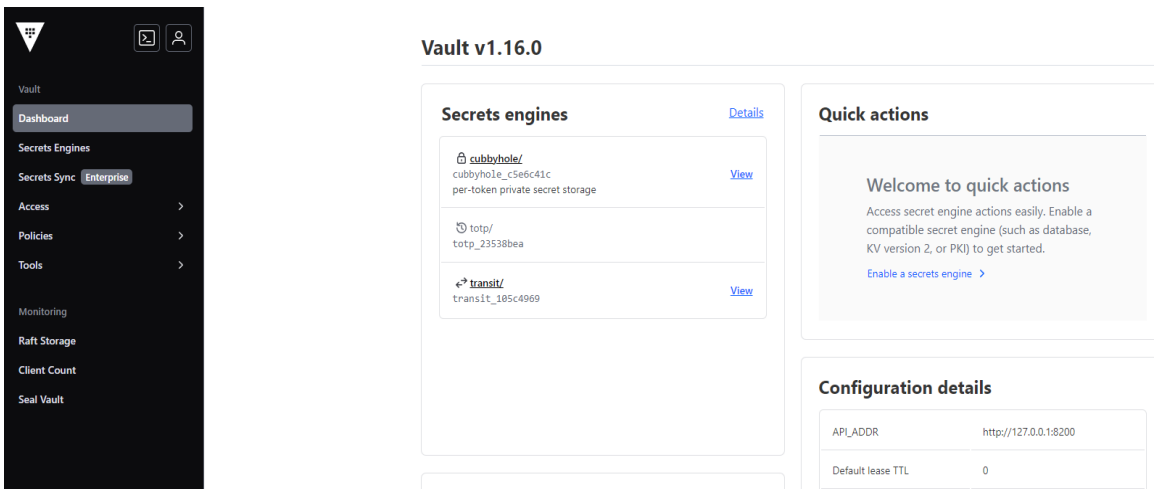 Vault
Dashboard
Secrets Engines
Secrets Sync Enterprise
Access
Policies
Tools
Monitoring
Raft Storage
Client Count
Seal Vault
Vault v1.16.0
Secrets engines
Details
cubbyhole/
cubbyhole_c5e6c41c
per-token private secret storage
View
totp/
totp_23538bea
transit/
transit_105c4969
View
Quick actions
Welcome to quick actions
Access secret engine actions easily. Enable a
compatible secret engine (such as database,
KV version 2, or PKI) to get started.
Enable a secrets engine
Configuration details
API_ADDR http://127.0.0.1:8200
Default lease TTL 0